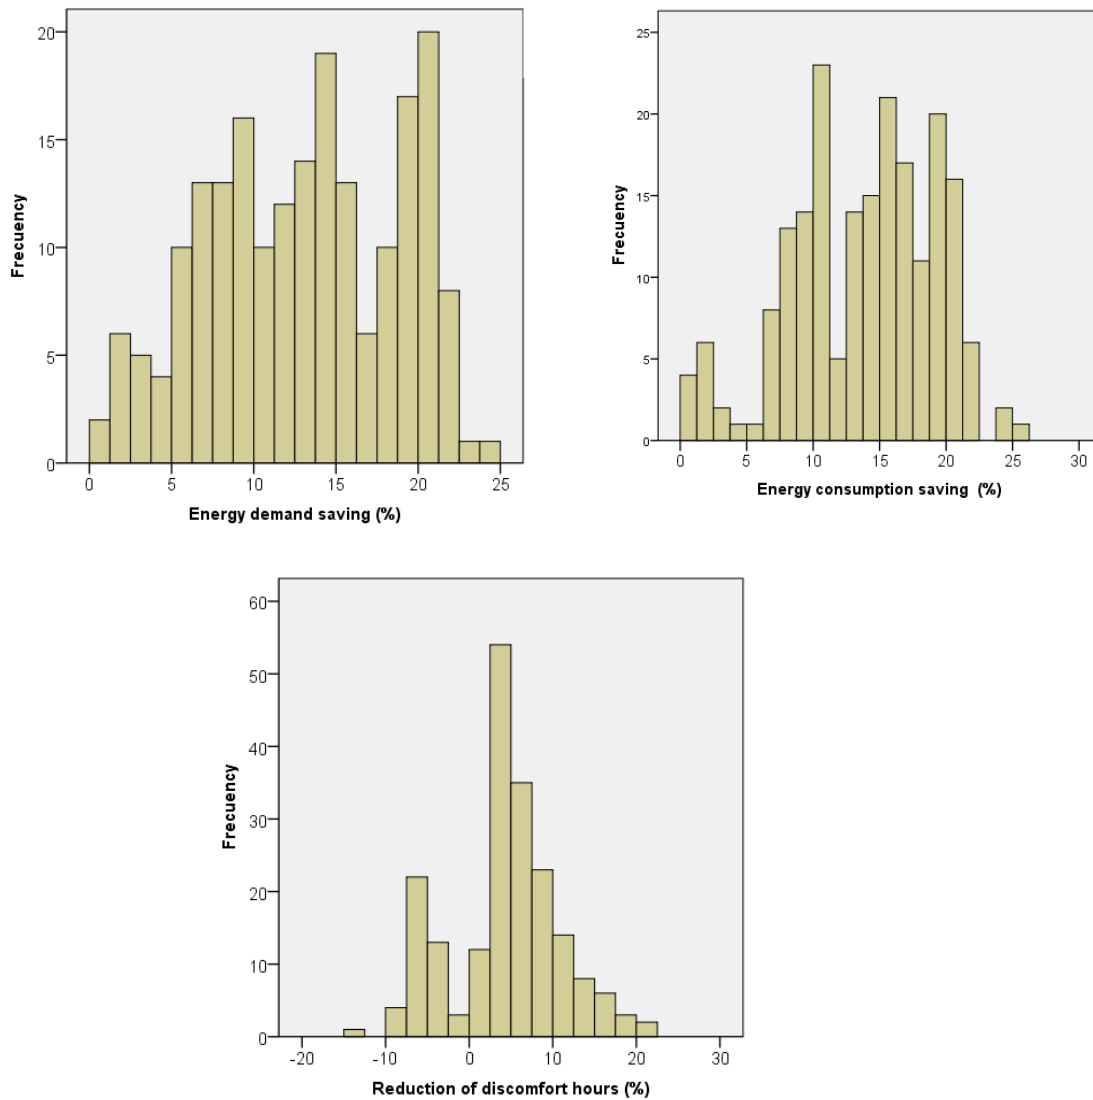 20
15
10
5
0
Frecuency
0 5 10 15 20 25
Energy demand saving (%)
25
20
15
10
5
0
Frecuency
0 5 10 15 20 25 30
Energy consumption saving (%)
60
50
40
30
20
10
0
Frecuency
-20 -10 0 10 20 30
Reduction of discomfort hours (%)